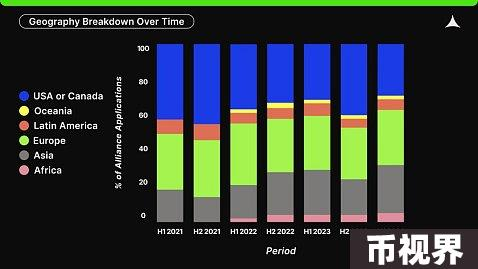 Geography Breakdown Over Time
USA or Canada
Oceania
Latin America
Europe
Asia
Africa
% of Alliance Applications
100
80
60
40
20
0
H1 2021
H2 2021
H1 2022
H2 2022
H1 2023
H2
Period
币视界